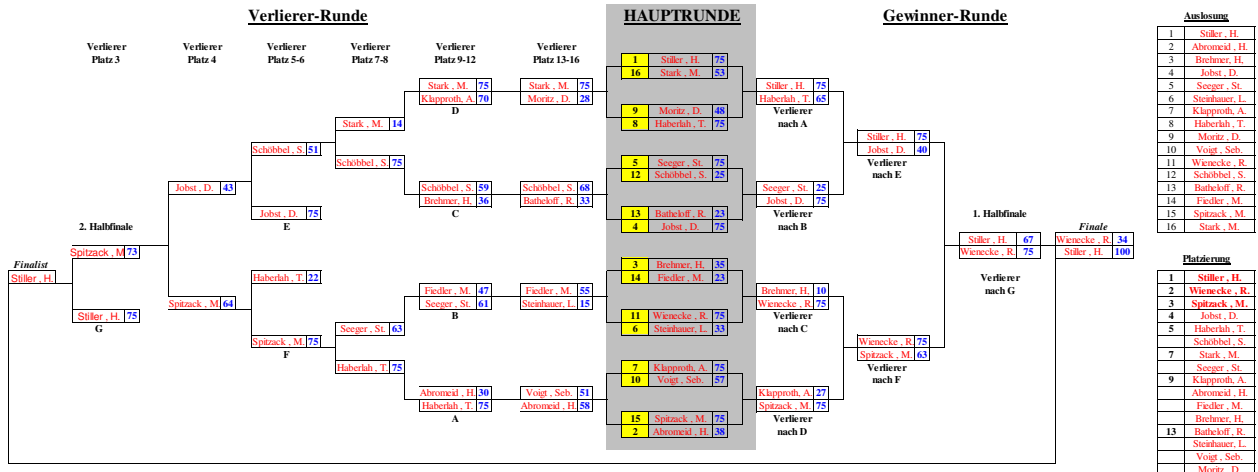 Verlierer-Runde
HAUPTRUNDE
Gewinner-Runde
Verlierer Platz 3
Verlierer Platz 4
Verlierer Platz 5-6
Verlierer Platz 7-8
Verlierer Platz 9-12
Verlierer Platz 13-16
Finalist
Stiller, H.
2. Halbfinale
Spitzack , M 73
Stiller, H. 75
G
Jobst , D. 43
Spitzack , M. 64
Schöbbel , S. 51
Jobst , D. 75
E
Haberlah , T. 22
Spitzack , M. 75
F
Stark , M. 14
Schöbbel , S. 75
Seeger , St. 63
Haberlah , T. 75
Stark , M. 75
Klapproth, A. 70
D
Schöbbel , S. 59
Brehmer, H, 36
C
Fiedler , M. 47
Seeger , St. 61
B
Abromeid , H. 30
Haberlah , T. 75
A
Stark , M. 75
Moritz , D. 28
Schöbbel , S. 68
Batheloff , R. 33
Fiedler , M. 55
Steinhauer, L. 15
Voigt , Seb. 51
Abromeid , H. 58
1 Stiller , H. 75
16 Stark , M. 53
9 Moritz , D. 48
8 Haberlah , T. 75
5 Seeger , St. 75
12 Schöbbel , S. 25
13 Batheloff , R. 23
4 Jobst , D. 75
3 Brehmer, H, 35
14 Fiedler , M. 23
11 Wienecke , R. 75
6 Steinhauer, L. 33
7 Klapproth, A. 75
10 Voigt , Seb. 57
15 Spitzack , M. 75
2 Abromeid , H. 38
Stiller , H. 75
Haberlah , T. 65
Verlierer
nach A
Seeger , St. 25
Jobst , D. 75
Verlierer
nach B
Brehmer, H, 10
Wienecke , R. 75
Verlierer
nach C
Klapproth, A. 27
Spitzack , M. 75
Verlierer
nach D
Stiller , H. 75
Jobst , D. 40
Verlierer
nach E
Wienecke , R. 75
Spitzack , M. 63
Verlierer
nach F
1. Halbfinale
Stiller , H. 67
Wienecke , R. 75
Verlierer
nach G
Finale
Wienecke , R. 34
Stiller , H. 100
Auslosung
1 Stiller , H.
2 Abromeid , H.
3 Brehmer, H,
4 Jobst , D.
5 Seeger , St.
6 Steinhauer, L.
7 Klapproth, A.
8 Haberlah , T.
9 Moritz , D.
10 Voigt , Seb.
11 Wienecke , R.
12 Schöbbel , S.
13 Batheloff , R.
14 Fiedler , M.
15 Spitzack , M.
16 Stark , M.
Platzierung
1 Stiller, H.
2 Wienecke , R.
3 Spitzack , M.
4 Jobst , D.
5 Haberlah , T.
Schöbbel , S.
7 Stark , M.
Seeger , St.
9 Klapproth, A.
Abromeid , H.
Fiedler , M.
Brehmer, H,
13 Batheloff , R.
Steinhauer, L.
Voigt , Seb.
Moritz , D.